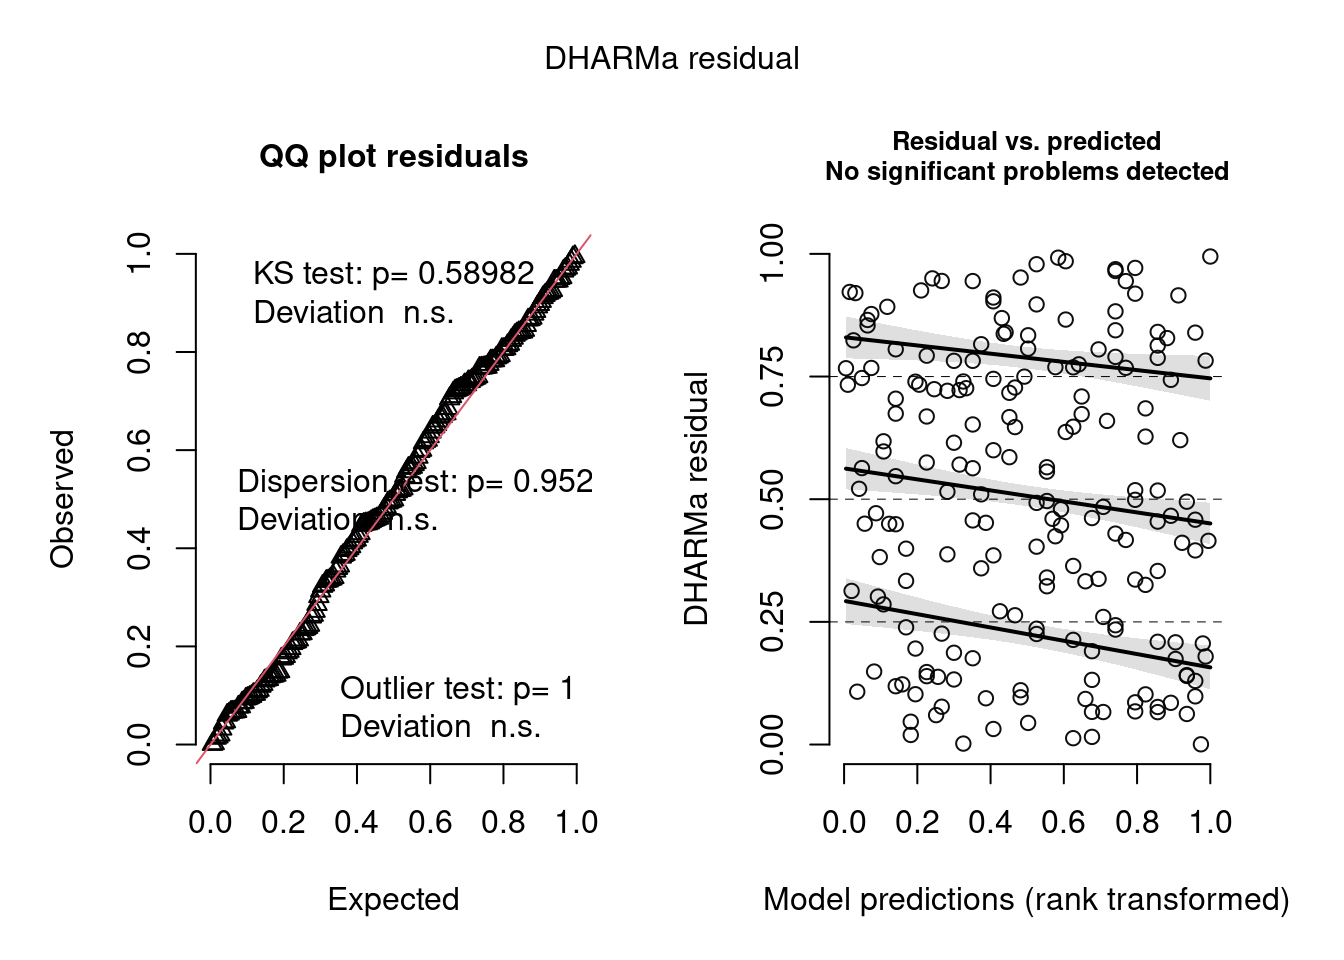 DHARMa residual
QQ plot residuals
KS test: p= 0.58982
Deviation  n.s.
Dispersion test: p= 0.952
Deviation  n.s.
Outlier test: p= 1
Deviation  n.s.
Observed
0.0
0.2
0.4
0.6
0.8
1.0
0.0 0.2 0.4 0.6 0.8 1.0
Expected
Residual vs. predicted
No significant problems detected
DHARMa residual
0.00
0.25
0.50
0.75
1.00
0.0 0.2 0.4 0.6 0.8 1.0
Model predictions (rank transformed)